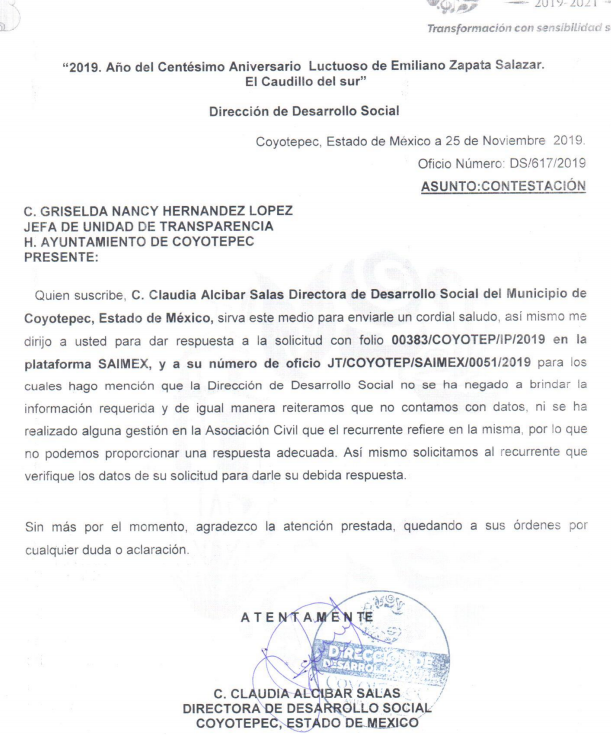 2019-2021
Transformación con sensibilidad s
“2019. Año del Centésimo Aniversario Luctuoso de Emiliano Zapata Salazar.
El Caudillo del sur”
Dirección de Desarrollo Social
Coyotepec, Estado de México a 25 de Noviembre 2019.
Oficio Número: DS/617/2019
ASUNTO:CONTESTACIÓN
C. GRISELDA NANCY HERNANDEZ LOPEZ
JEFA DE UNIDAD DE TRANSPARENCIA
H. AYUNTAMIENTO DE COYOTEPEC
PRESENTE:
Quien suscribe, C. Claudia Alcibar Salas Directora de Desarrollo Social del Municipio de
Coyotepec, Estado de México, sirva este medio para enviarle un cordial saludo, así mismo me
dirijo a usted para dar respuesta a la solicitud con folio 00383/COYOTEP/IP/2019 en la
plataforma SAIMEX, y a su número de oficio JT/COYOTEP/SAIMEX/0051/2019 para los
cuales hago mención que la Dirección de Desarrollo Social no se ha negado a brindar la
información requerida y de igual manera reiteramos que no contamos con datos, ni se ha
realizado alguna gestión en la Asociación Civil que el recurrente refiere en la misma, por lo que
no podemos proporcionar una respuesta adecuada. Así mismo solicitamos al recurrente que
verifique los datos de su solicitud para darle su debida respuesta.
Sin más por el momento, agradezco la atención prestada, quedando a sus órdenes por
cualquier duda o aclaración.
ATENTAMENTE
DIRECCIÓN DE
DESARROLLO
C. CLAUDIA ALCIBAR SALAS
DIRECTORA DE DESARROLLO SOCIAL
COYOTEPEC, ESTADO DE MEXICO